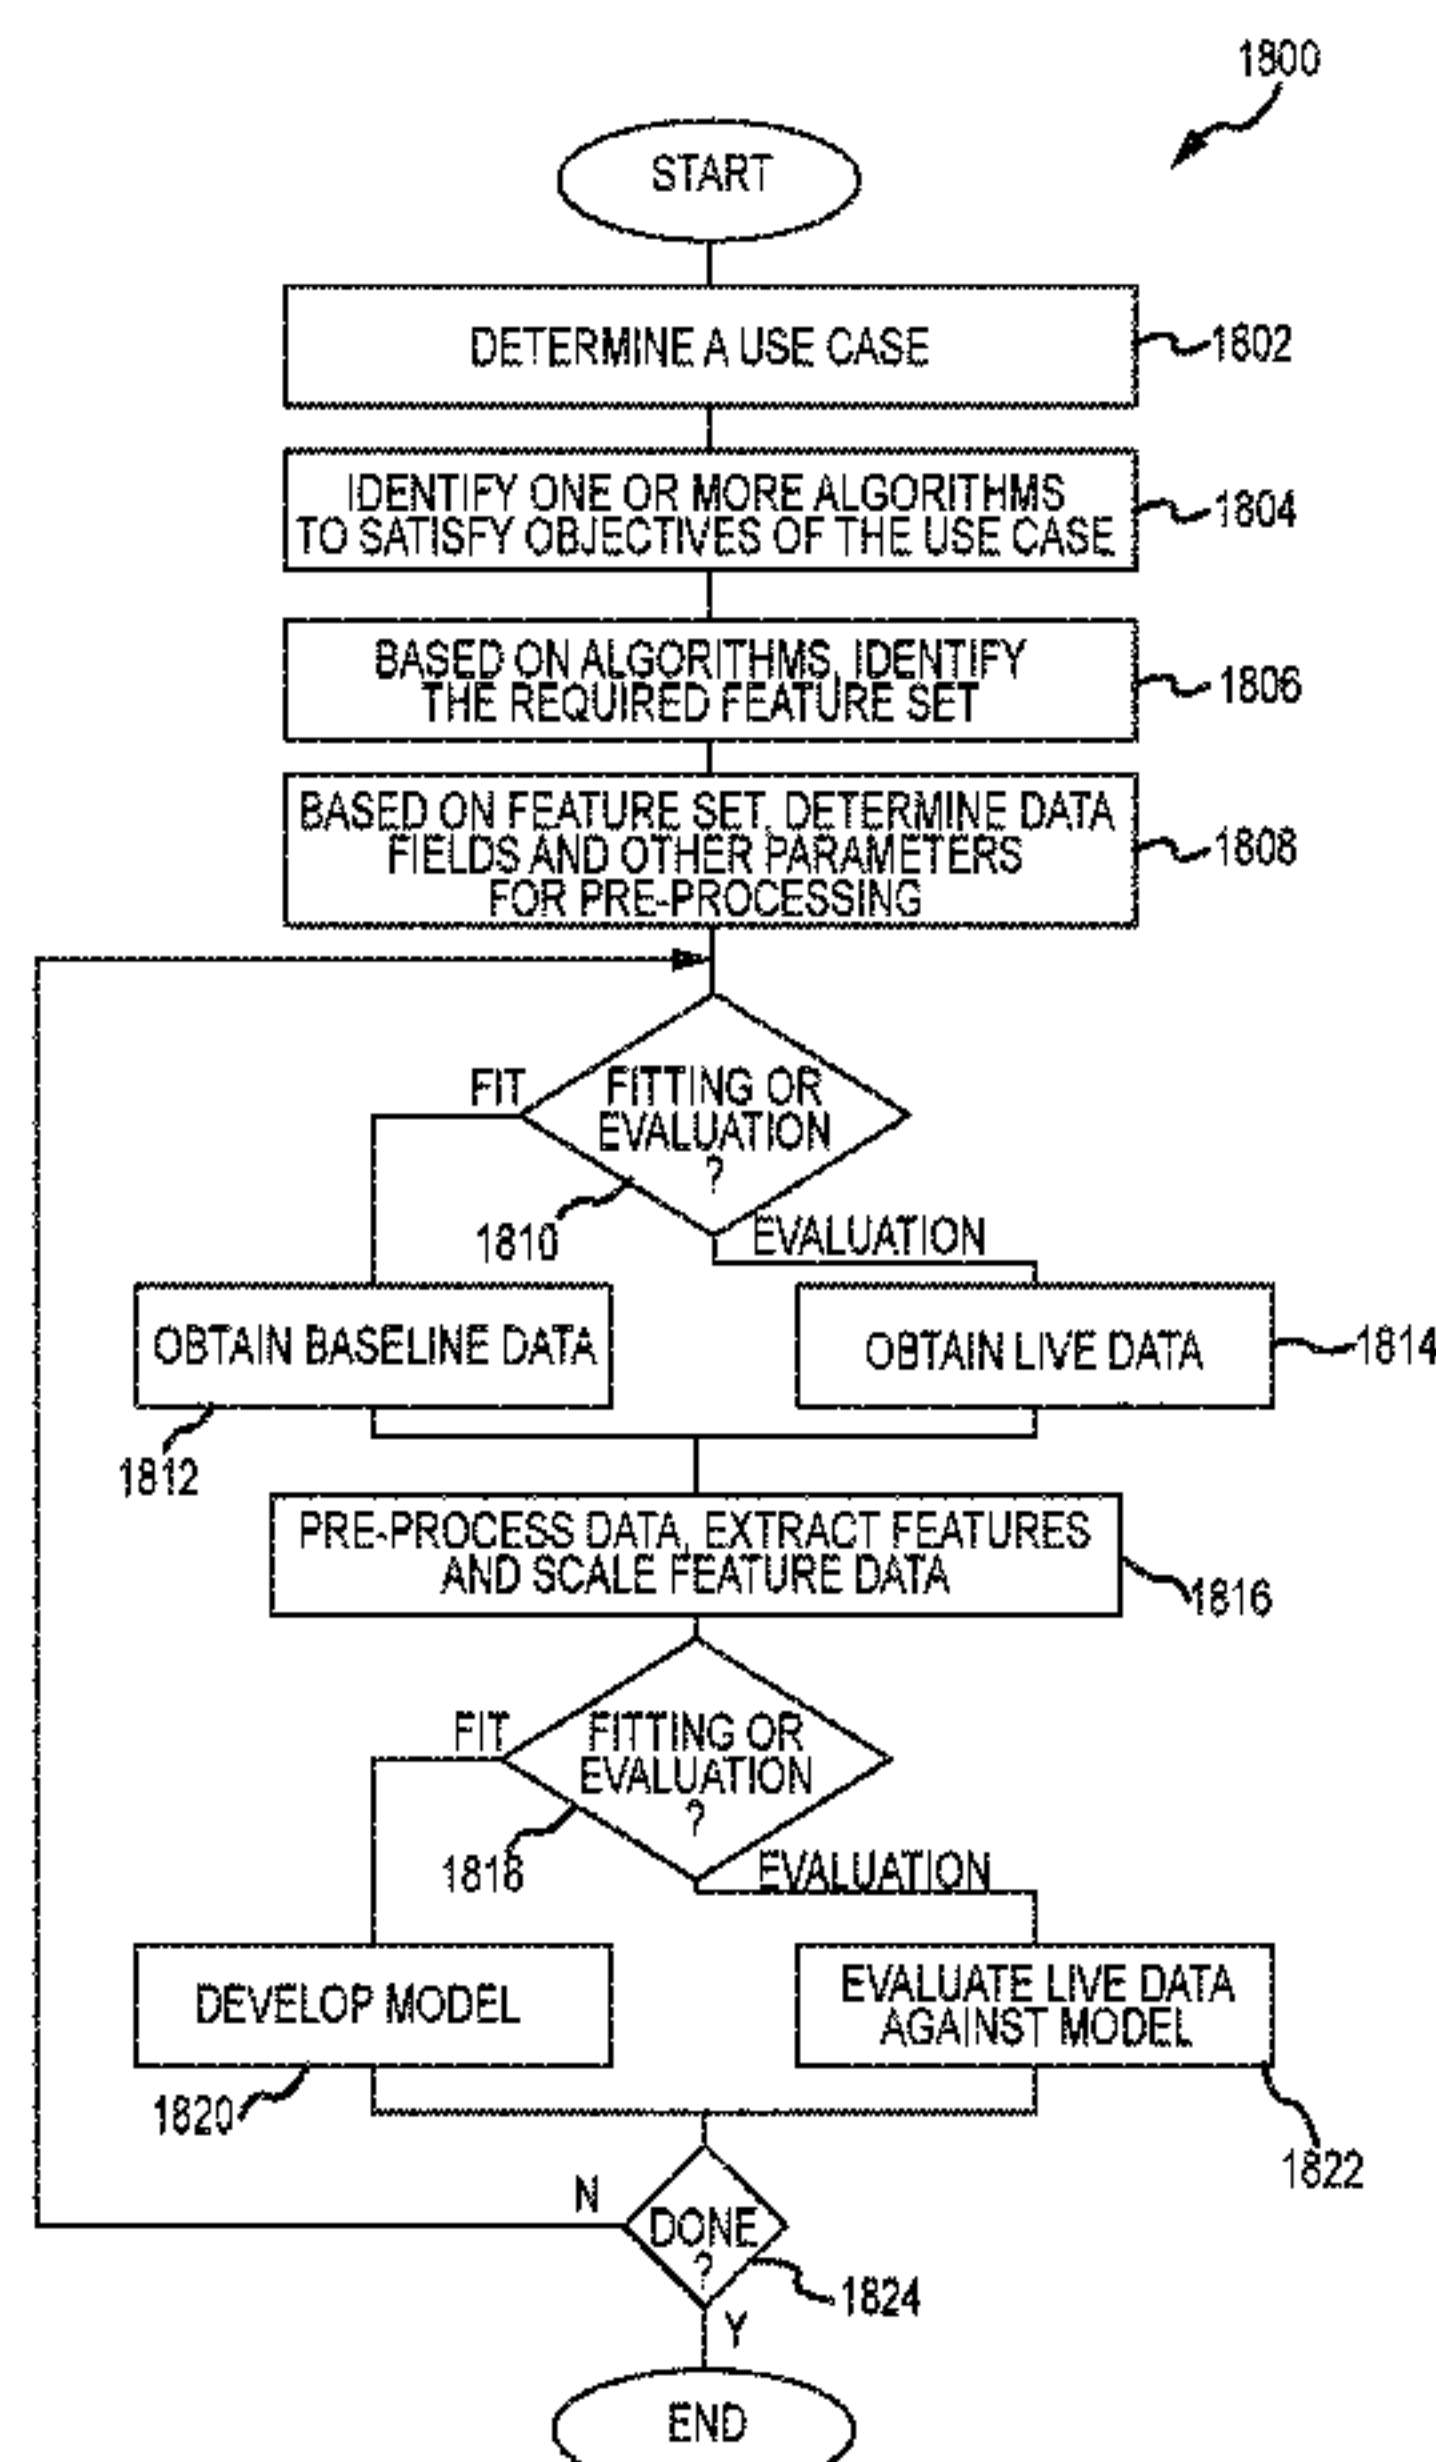 1800
START
DETERMINE A USE CASE
1802
IDENTIFY ONE OR MORE ALGORITHMS
TO SATISFY OBJECTIVES OF THE USE CASE
1804
BASED ON ALGORITHMS, IDENTIFY
THE REQUIRED FEATURE SET
1806
BASED ON FEATURE SET, DETERMINE DATA
FIELDS AND OTHER PARAMETERS
FOR PRE-PROCESSING
1808
FIT
FITTING OR
EVALUATION
?
1810
EVALUATION
OBTAIN BASELINE DATA
1812
OBTAIN LIVE DATA
1814
PRE-PROCESS DATA, EXTRACT FEATURES
AND SCALE FEATURE DATA
1816
FIT
FITTING OR
EVALUATION
?
1818
EVALUATION
DEVELOP MODEL
1820
EVALUATE LIVE DATA
AGAINST MODEL
1822
N
DONE
?
1824
Y
END